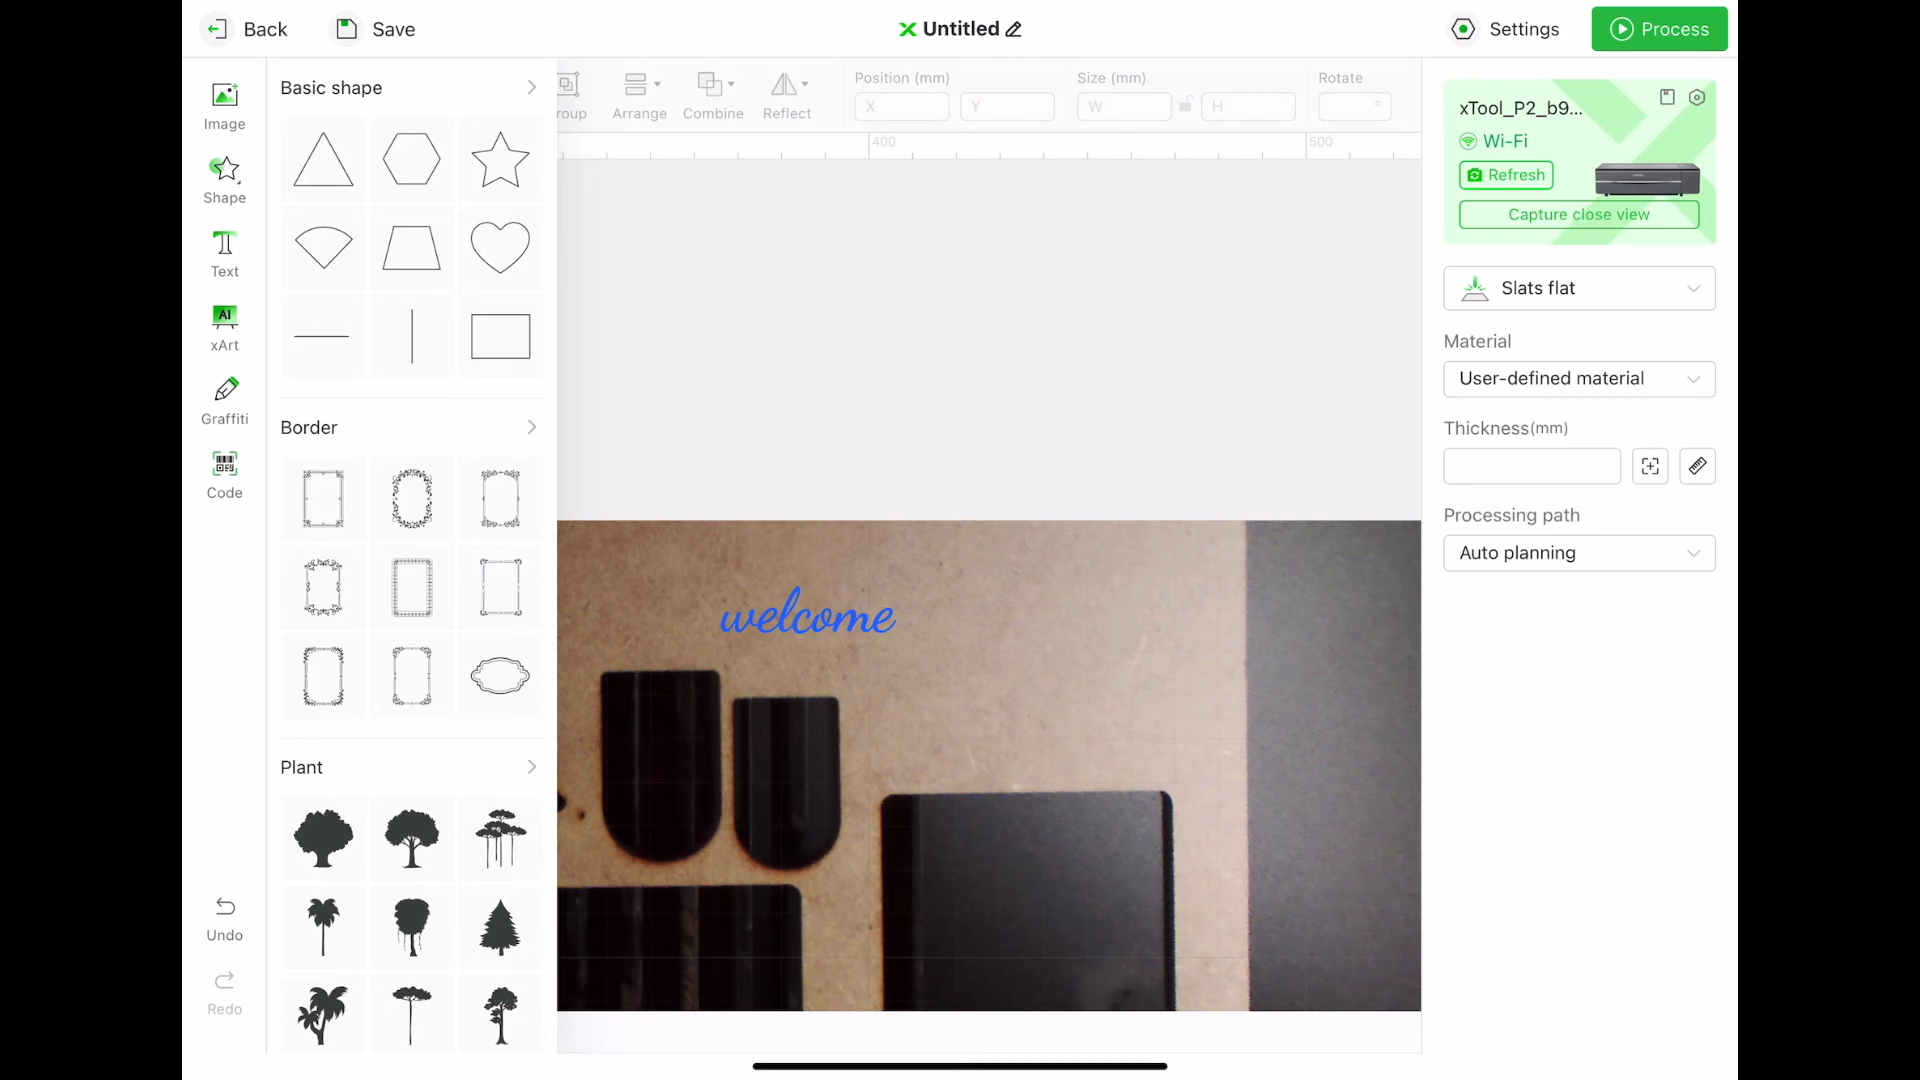 Back
Save
Untitled
Settings
Process
Image
Shape
Text
AI
xArt
Graffiti
Code
Undo
Redo
Basic shape
Border
Plant
roup
Arrange
Combine
Reflect
Position (mm)
X
Y
Size (mm)
W
H
Rotate
°
400
500
welcome
xTool_P2_b9...
Wi-Fi
Refresh
Capture close view
Slats flat
Material
User-defined material
Thickness(mm)
Processing path
Auto planning